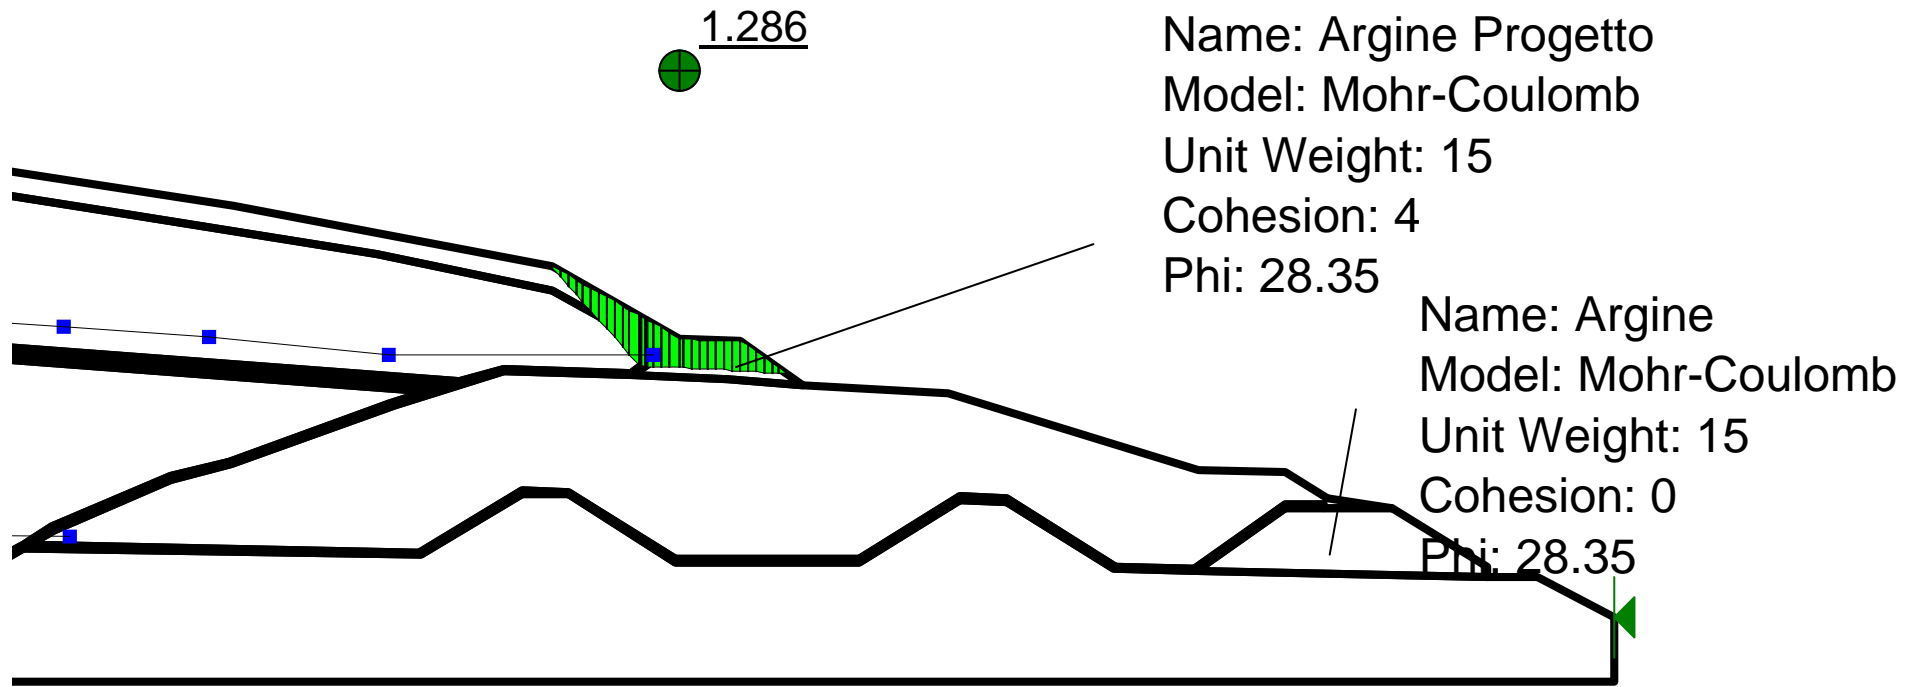 1.286
Name: Argine Progetto
Model: Mohr-Coulomb
Unit Weight: 15
Cohesion: 4
Phi: 28.35
Name: Argine
Model: Mohr-Coulomb
Unit Weight: 15
Cohesion: 0
Phi: 28.35